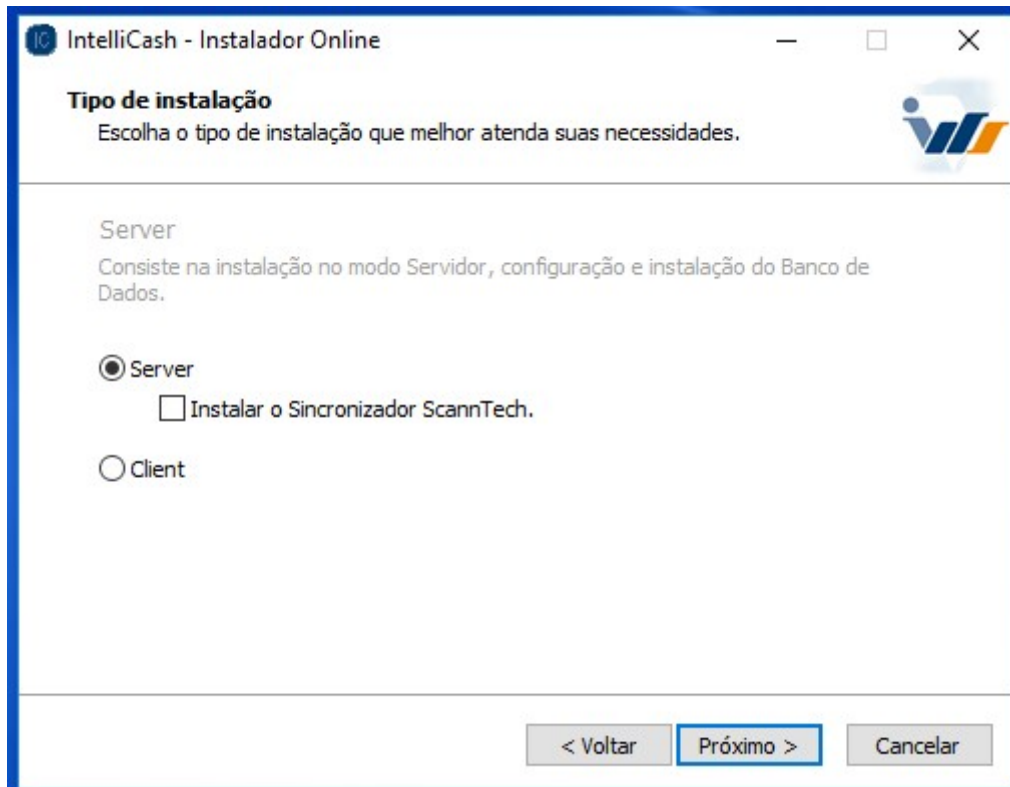 IC IntelliCash - Instalador Online
Tipo de instalação
Escolha o tipo de instalação que melhor atenda suas necessidades.
Server
Consiste na instalação no modo Servidor, configuração e instalação do Banco de
Dados.
Server
Instalar o Sincronizador ScannTech.
Client
< Voltar Próximo > Cancelar